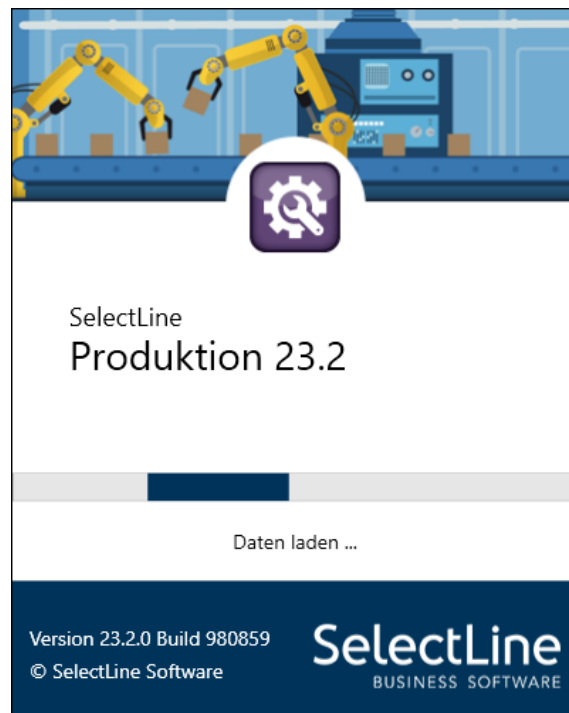 SelectLine
Produktion 23.2
Daten laden ...
Version 23.2.0 Build 980859
© SelectLine Software
SelectLine
BUSINESS SOFTWARE